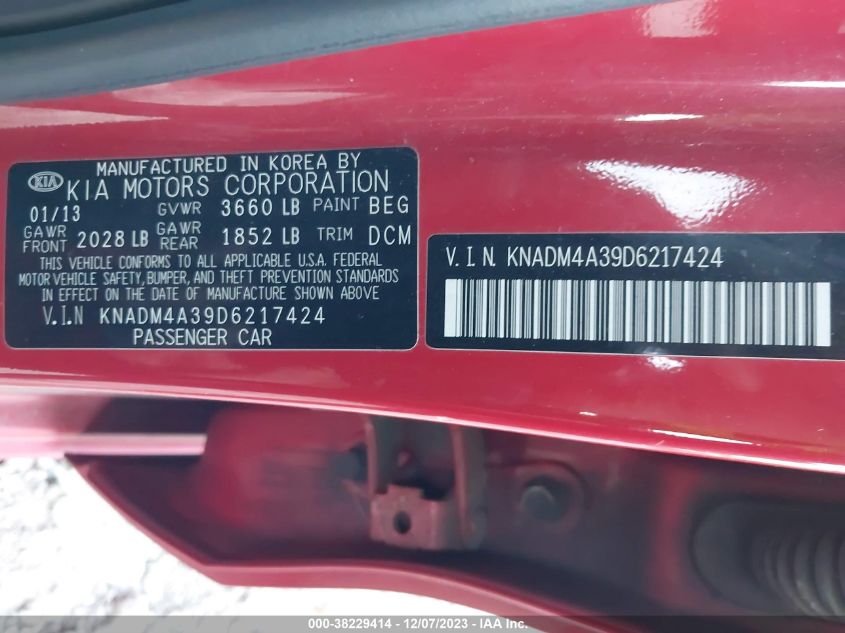 MANUFACTURED IN KOREA BY
KIA KIA MOTORS CORPORATION
01/13 GVWR 3660 LB PAINT BEG
GAWR FRONT 2028 LB GAWR REAR 1852 LB TRIM DCM
THIS VEHICLE CONFORMS TO ALL APPLICABLE U.S.A. FEDERAL
MOTOR VEHICLE SAFETY, BUMPER, AND THEFT PREVENTION STANDARDS
IN EFFECT ON THE DATE OF MANUFACTURE SHOWN ABOVE
V.I.N KNADM4A39D6217424
PASSENGER CAR
V.I.N. KNADM4A39D6217424
000-38229414 - 12/07/2023 - IAA Inc.